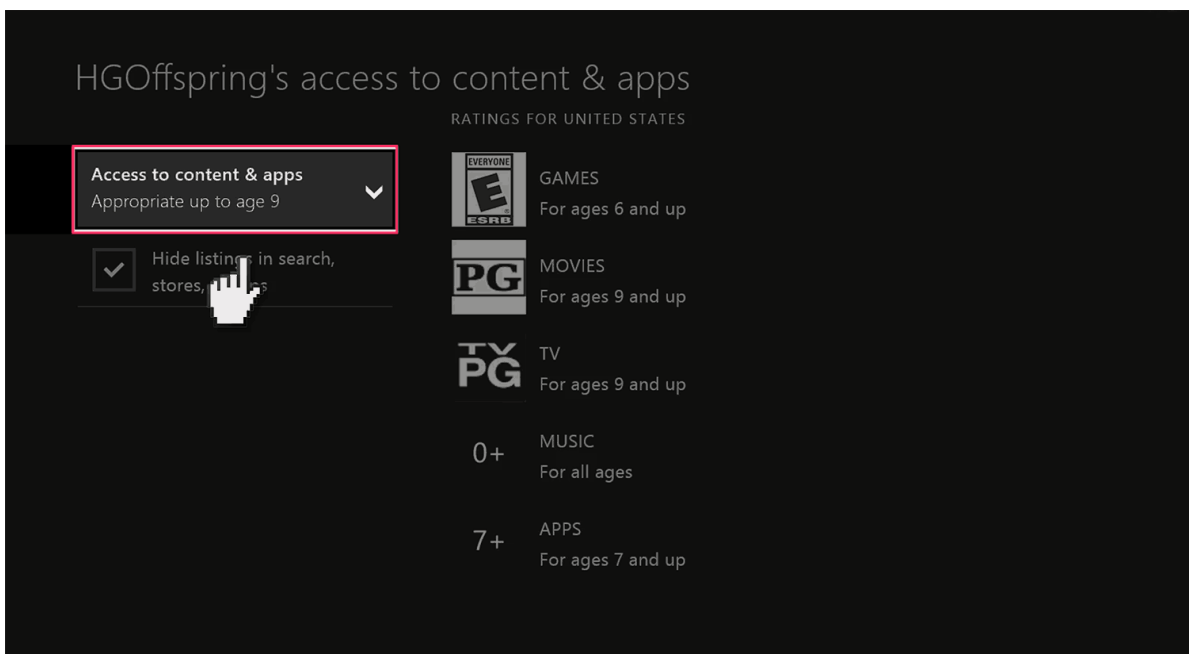 HGOffspring's access to content & apps
RATINGS FOR UNITED STATES
Access to content & apps
Appropriate up to age 9
Hide listings in search,
stores,
EVERYONE
E
ESRB
GAMES
For ages 6 and up
PG
MOVIES
For ages 9 and up
TV
PG
TV
For ages 9 and up
0+
MUSIC
For all ages
7+
APPS
For ages 7 and up